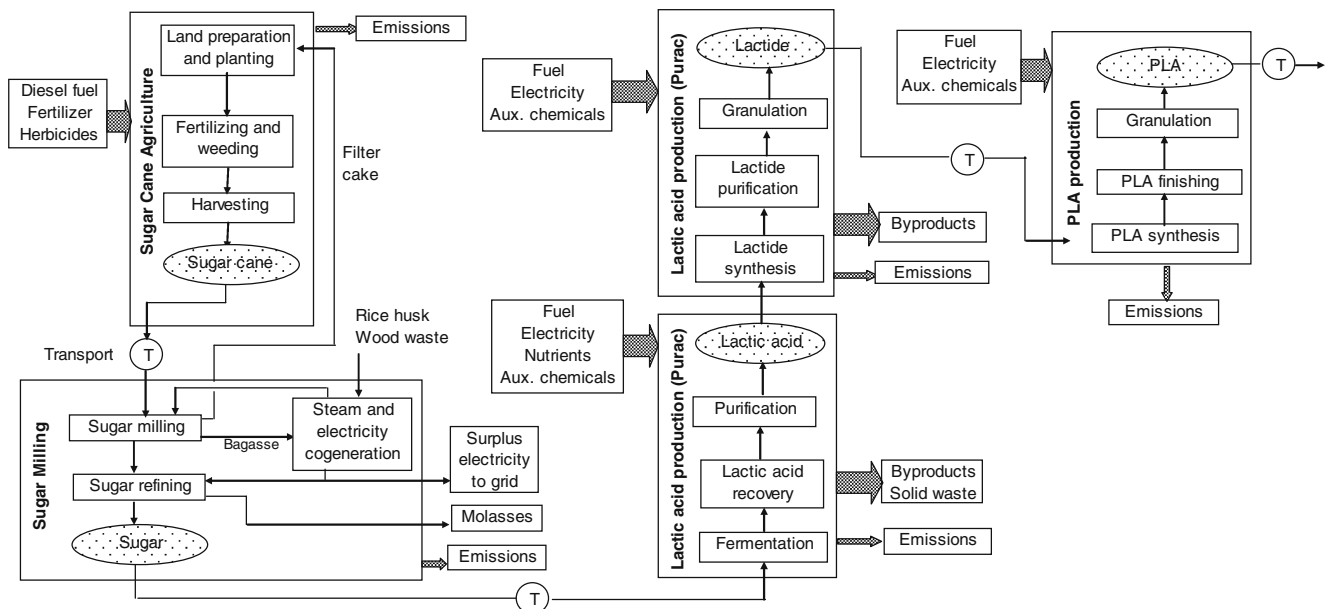 Sugar Cane Agriculture
Land preparation
and planting
Emissions
Diesel fuel
Fertilizer
Herbicides
Fertilizing and
weeding
Harvesting
Sugar cane
Filter
cake
Transport
T
Rice husk
Wood waste
Sugar Milling
Sugar milling
Bagasse
Steam and
electricity
cogeneration
Sugar refining
Sugar
Surplus
electricity
to grid
Molasses
Emissions
T
Lactic acid production (Purac)
Fuel
Electricity
Nutrients
Aux. chemicals
Lactic acid
Purification
Lactic acid
recovery
Fermentation
Byproducts
Solid waste
Emissions
Lactic acid production (Purac)
Fuel
Electricity
Aux. chemicals
Lactide
Granulation
Lactide
purification
Lactide
synthesis
Byproducts
Emissions
T
PLA production
Fuel
Electricity
Aux. chemicals
PLA
Granulation
PLA finishing
PLA synthesis
Emissions
T